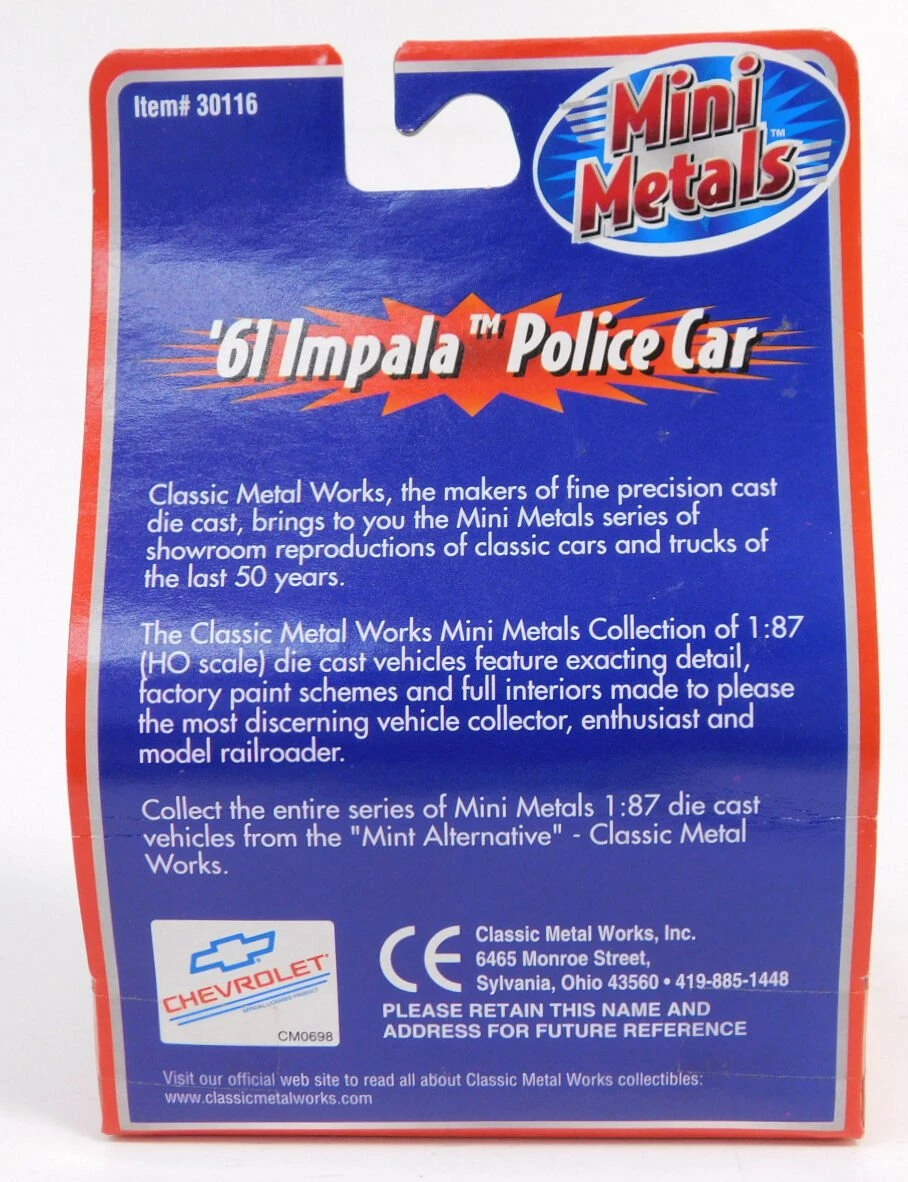 Item# 30116
Mini
Metals™
'61 Impala™ Police Car
Classic Metal Works, the makers of fine precision cast
die cast, brings to you the Mini Metals series of
showroom reproductions of classic cars and trucks of
the last 50 years.
The Classic Metal Works Mini Metals Collection of 1:87
(HO scale) die cast vehicles feature exacting detail,
factory paint schemes and full interiors made to please
the most discerning vehicle collector, enthusiast and
model railroader.
Collect the entire series of Mini Metals 1:87 die cast
vehicles from the "Mint Alternative" - Classic Metal
Works.
CHEVROLET
OFFICIAL LICENSED PRODUCT
CM0698
CE
Classic Metal Works, Inc.
6465 Monroe Street,
Sylvania, Ohio 43560 • 419-885-1448
PLEASE RETAIN THIS NAME AND
ADDRESS FOR FUTURE REFERENCE
Visit our official web site to read all about Classic Metal Works collectibles:
www.classicmetalworks.com